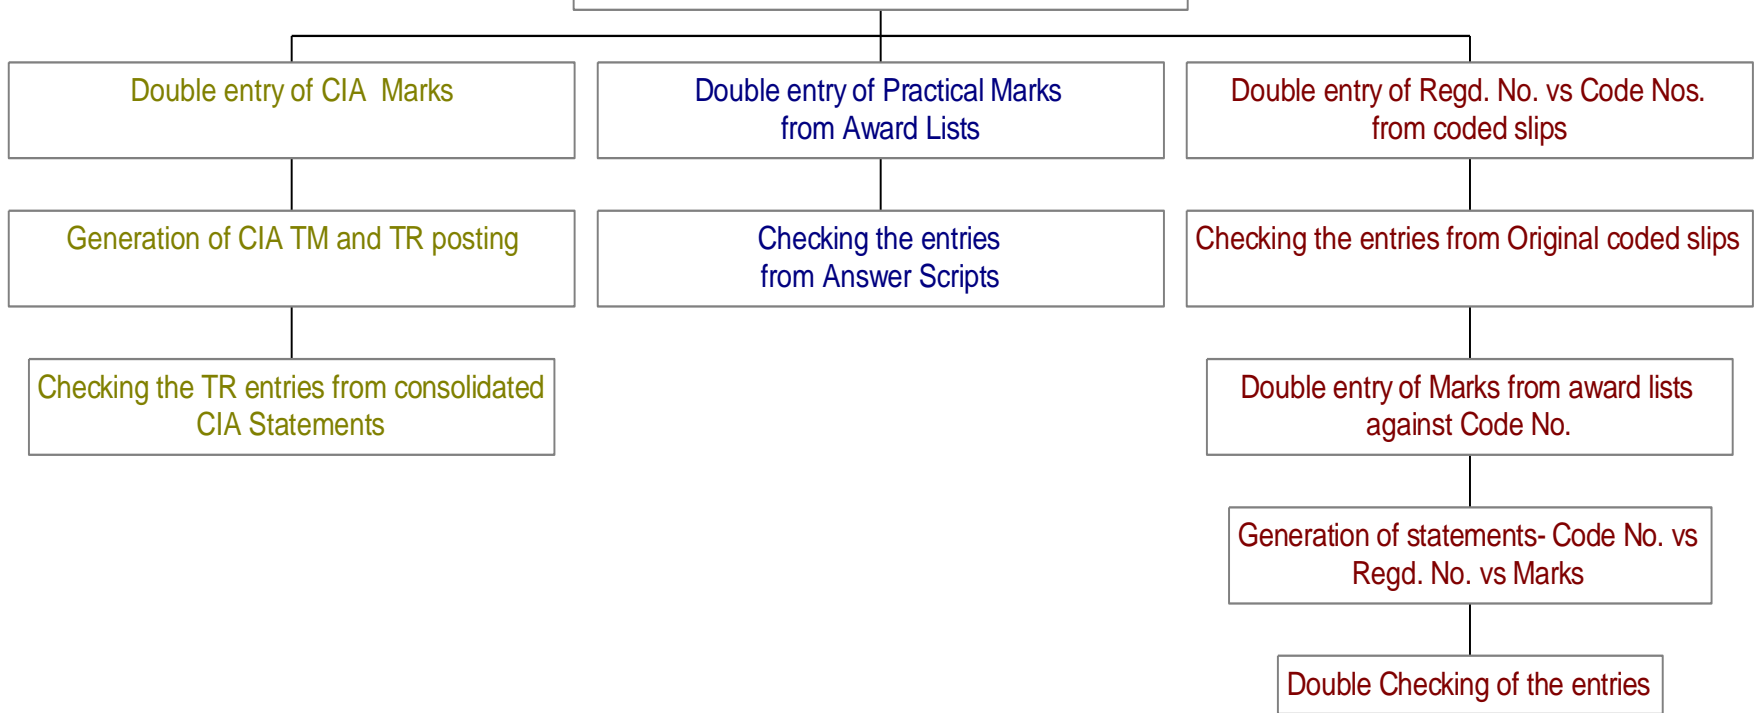 Double entry of CIA  Marks
Double entry of Practical Marks
from Award Lists
Double entry of Regd. No. vs Code Nos.
from coded slips
Generation of CIA TM and TR posting
Checking the entries
from Answer Scripts
Checking the entries from Original coded slips
Checking the TR entries from consolidated
CIA Statements
Double entry of Marks from award lists
against Code No.
Generation of statements- Code No. vs
Regd. No. vs Marks
Double Checking of the entries